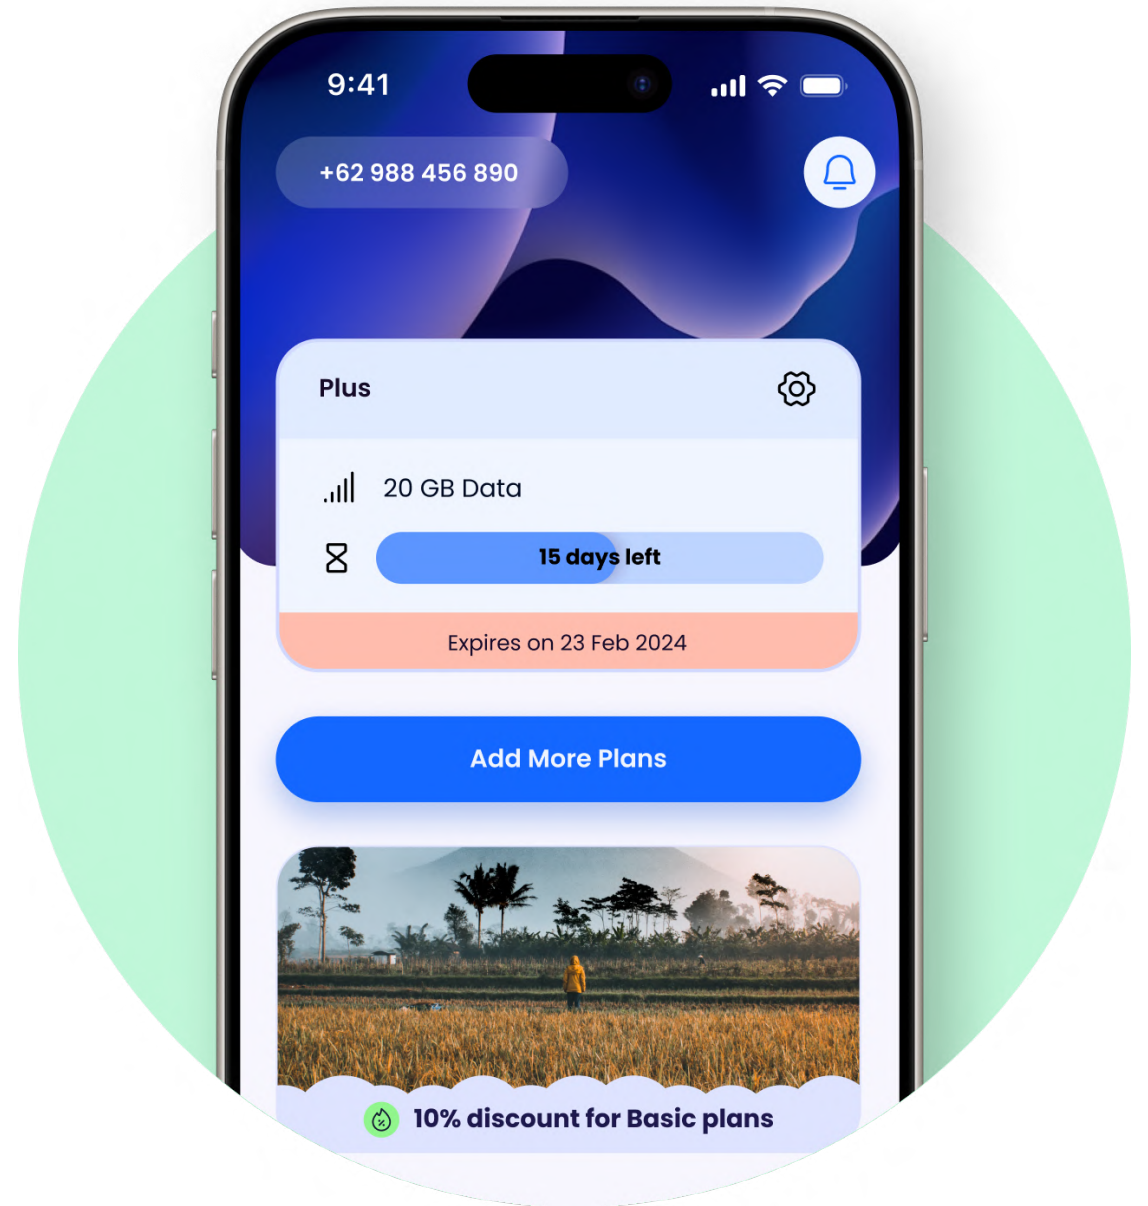 9:41
+62 988 456 890
Plus
20 GB Data
15 days left
Expires on 23 Feb 2024
Add More Plans
10% discount for Basic plans